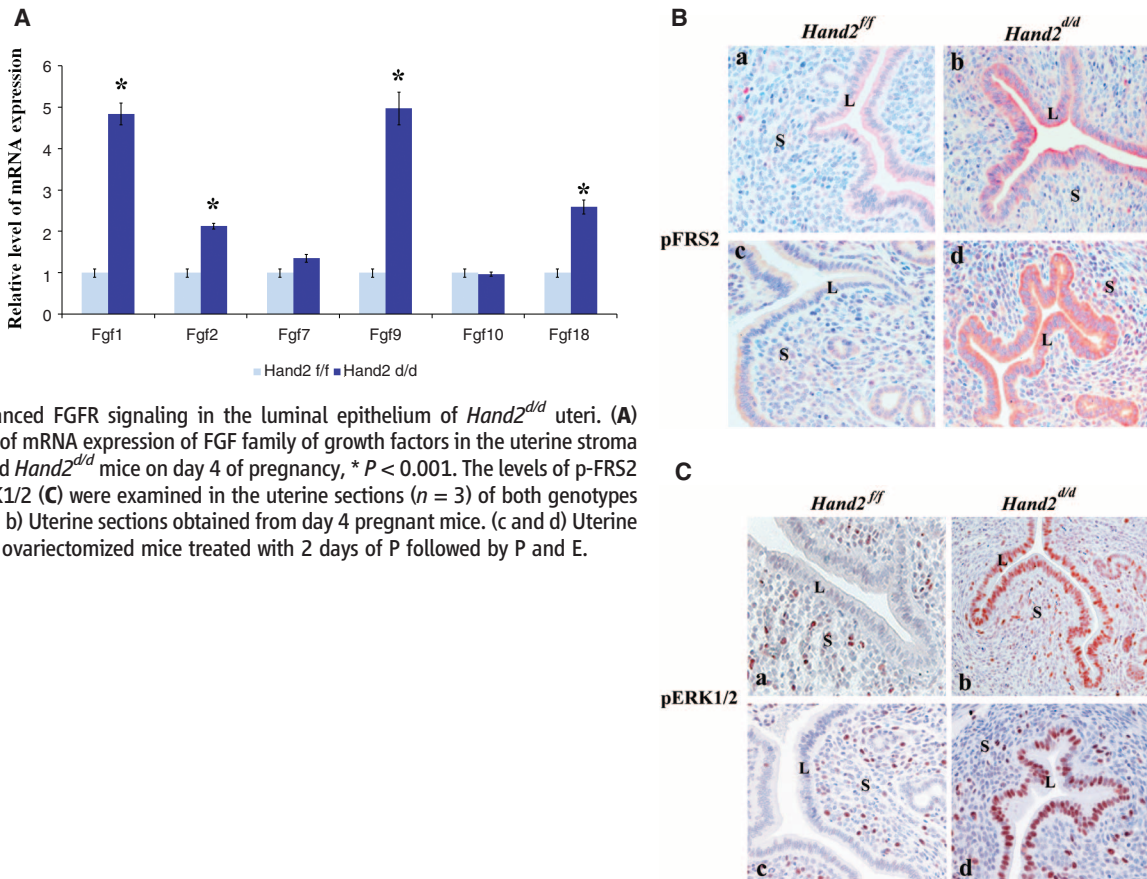 A
Relative level of mRNA expression
6
5
4
3
2
1
0
* * * *
Fgf1 Fgf2 Fgf7 Fgf9 Fgf10 Fgf18
Hand2 f/f Hand2 d/d
anced FGFR signaling in the luminal epithelium of Hand2d/d uteri. (A)
of mRNA expression of FGF family of growth factors in the uterine stroma
d Hand2d/d mice on day 4 of pregnancy, * P < 0.001. The levels of p-FRS2
K1/2 (C) were examined in the uterine sections (n = 3) of both genotypes
b) Uterine sections obtained from day 4 pregnant mice. (c and d) Uterine
ovariectomized mice treated with 2 days of P followed by P and E.
B
Hand2f/f Hand2d/d
a b
L L
S S
pFRS2
c d
L S
S L
C
Hand2f/f Hand2d/d
L L
S S
a b
pERK1/2
L S
S L
c d